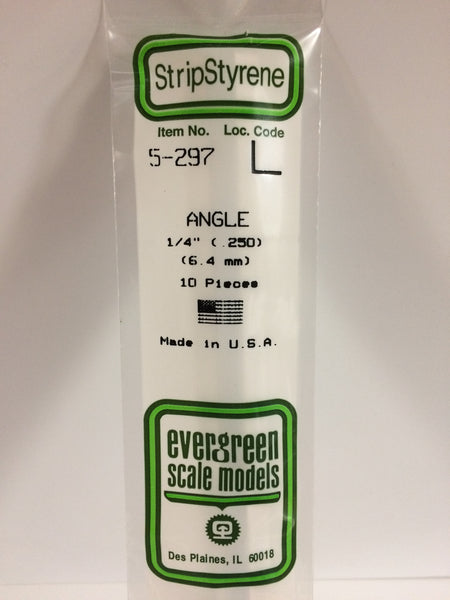 StripStyrene
Item No. Loc. Code
5-297 L
ANGLE
1/4" (.250)
(6.4 mm)
10 Pieces
Made in U.S.A.
evergreen
scale models
Des Plaines, IL 60018